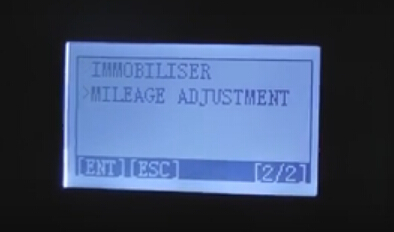 IMMOBILISER
>MILEAGE ADJUSTMENT
[ENT][ESC] [2/2]